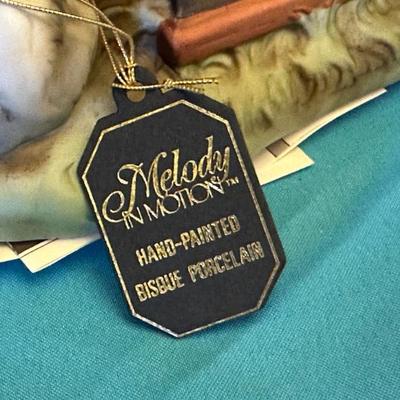 Melody
IN MOTION™
HAND-PAINTED
BISQUE PORCELAIN